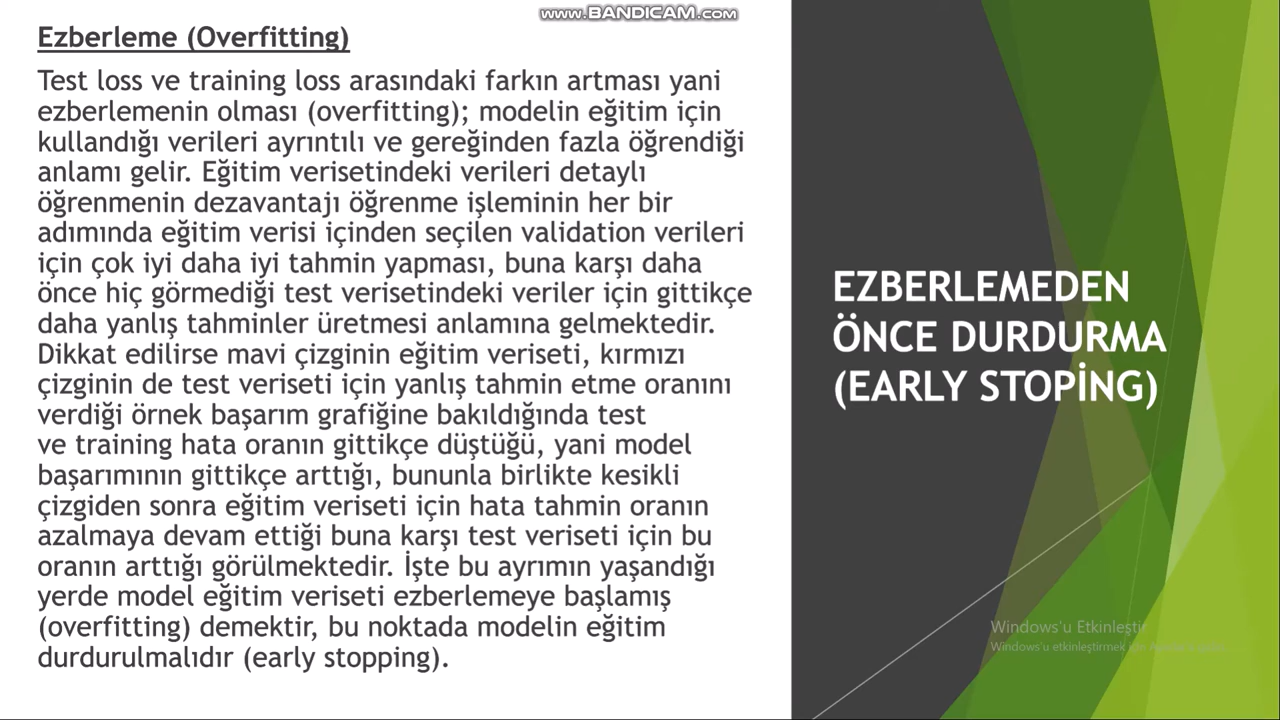 www.BANDICAM.com
Ezberleme (Overfitting)
Test loss ve training loss arasındaki farkın artması yani
ezberlemenin olması (overfitting); modelin eğitim için
kullandığı verileri ayrıntılı ve gereğinden fazla öğrendiği
anlamı gelir. Eğitim verisetindeki verileri detaylı
öğrenmenin dezavantajı öğrenme işleminin her bir
adımında eğitim verisi içinden seçilen validation verileri
için çok iyi daha iyi tahmin yapması, buna karşı daha
önce hiç görmediği test verisetindeki veriler için gittikçe
daha yanlış tahminler üretmesi anlamına gelmektedir.
Dikkat edilirse mavi çizginin eğitim veriseti, kırmızı
çizginin de test veriseti için yanlış tahmin etme oranını
verdiği örnek başarım grafiğine bakıldığında test
ve training hata oranın gittikçe düştüğü, yani model
başarımının gittikçe arttığı, bununla birlikte kesikli
çizgiden sonra eğitim veriseti için hata tahmin oranın
azalmaya devam ettiği buna karşı test veriseti için bu
oranın arttığı görülmektedir. İşte bu ayrımın yaşandığı
yerde model eğitim veriseti ezberlemeye başlamış
(overfitting) demektir, bu noktada modelin eğitim
durdurulmalıdır (early stopping).
EZBERLEMEDEN
ÖNCE DURDURMA
(EARLY STOPİNG)
Windows'u Etkinleştir
Windows'u etkinleştirmek için